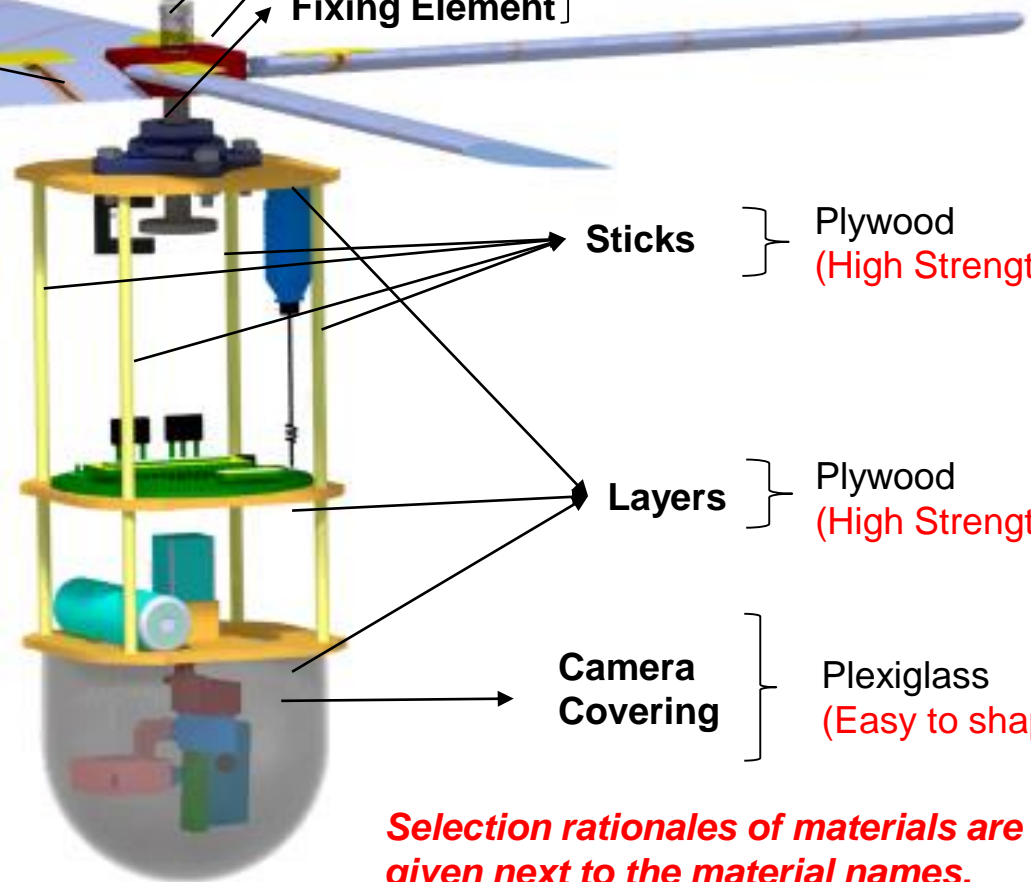 Fixing Element
Sticks
Plywood
(High Strengt
Layers
Plywood
(High Strengt
Camera
Covering
Plexiglass
(Easy to sha
Selection rationales of materials are
given next to the material names.